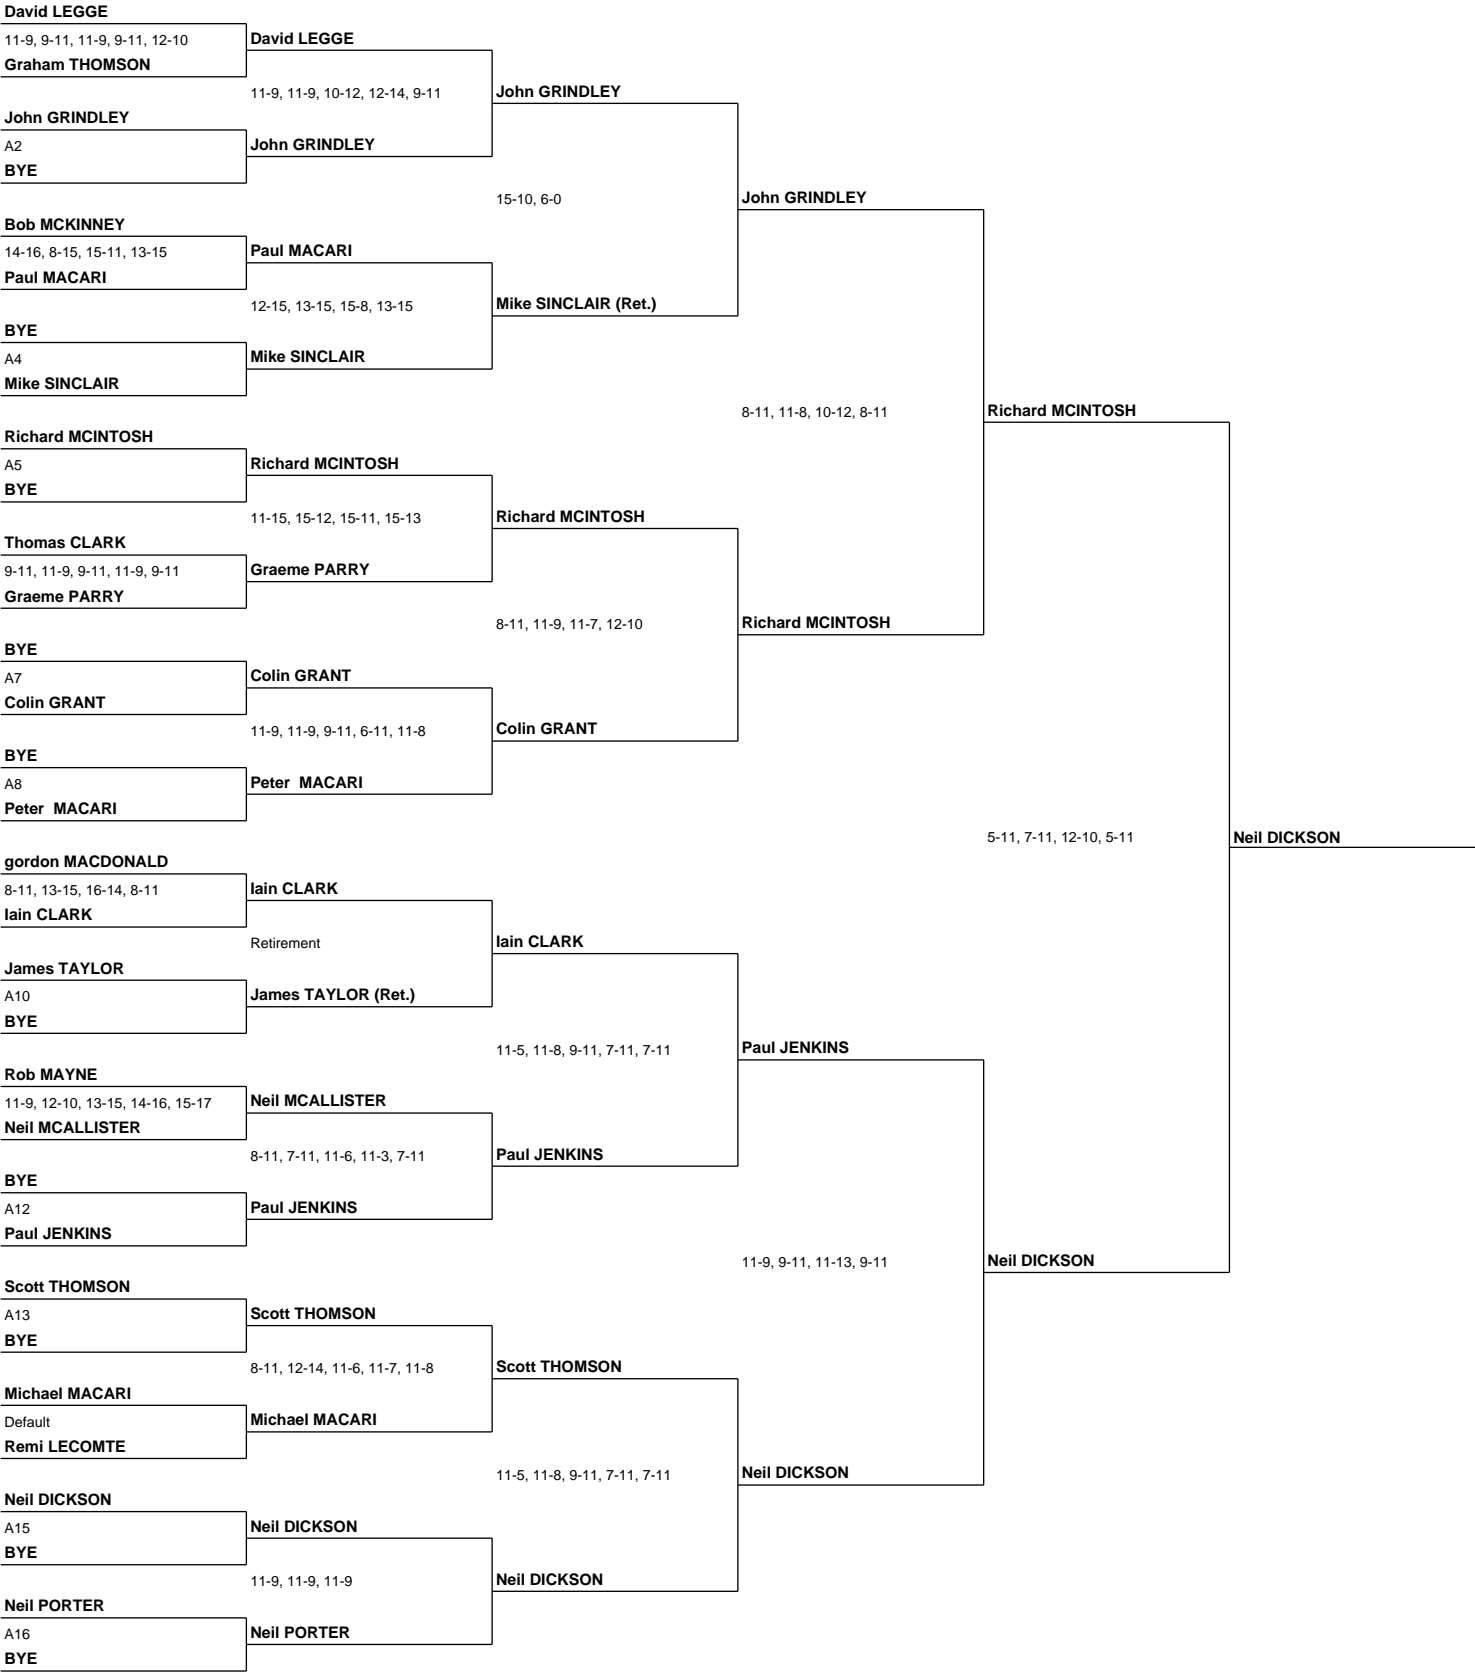 David LEGGE
11-9, 9-11, 11-9, 9-11, 12-10
Graham THOMSON
John GRINDLEY
A2
BYE
Bob MCKINNEY
14-16, 8-15, 15-11, 13-15
Paul MACARI
BYE
A4
Mike SINCLAIR
Richard MCINTOSH
A5
BYE
Thomas CLARK
9-11, 11-9, 9-11, 11-9, 9-11
Graeme PARRY
BYE
A7
Colin GRANT
BYE
A8
Peter  MACARI
gordon MACDONALD
8-11, 13-15, 16-14, 8-11
Iain CLARK
James TAYLOR
A10
BYE
Rob MAYNE
11-9, 12-10, 13-15, 14-16, 15-17
Neil MCALLISTER
BYE
A12
Paul JENKINS
Scott THOMSON
A13
BYE
Michael MACARI
Default
Remi LECOMTE
Neil DICKSON
A15
BYE
Neil PORTER
A16
BYE
David LEGGE
11-9, 11-9, 10-12, 12-14, 9-11
John GRINDLEY
Paul MACARI
12-15, 13-15, 15-8, 13-15
Mike SINCLAIR
Richard MCINTOSH
11-15, 15-12, 15-11, 15-13
Graeme PARRY
Colin GRANT
11-9, 11-9, 9-11, 6-11, 11-8
Peter  MACARI
Iain CLARK
Retirement
James TAYLOR (Ret.)
Neil MCALLISTER
8-11, 7-11, 11-6, 11-3, 7-11
Paul JENKINS
Scott THOMSON
8-11, 12-14, 11-6, 11-7, 11-8
Michael MACARI
Neil DICKSON
11-9, 11-9, 11-9
Neil PORTER
John GRINDLEY
15-10, 6-0
Mike SINCLAIR (Ret.)
Richard MCINTOSH
8-11, 11-9, 11-7, 12-10
Colin GRANT
Iain CLARK
11-5, 11-8, 9-11, 7-11, 7-11
Paul JENKINS
Scott THOMSON
11-5, 11-8, 9-11, 7-11, 7-11
Neil DICKSON
John GRINDLEY
8-11, 11-8, 10-12, 8-11
Richard MCINTOSH
Paul JENKINS
11-9, 9-11, 11-13, 9-11
Neil DICKSON
Richard MCINTOSH
5-11, 7-11, 12-10, 5-11
Neil DICKSON
Neil DICKSON